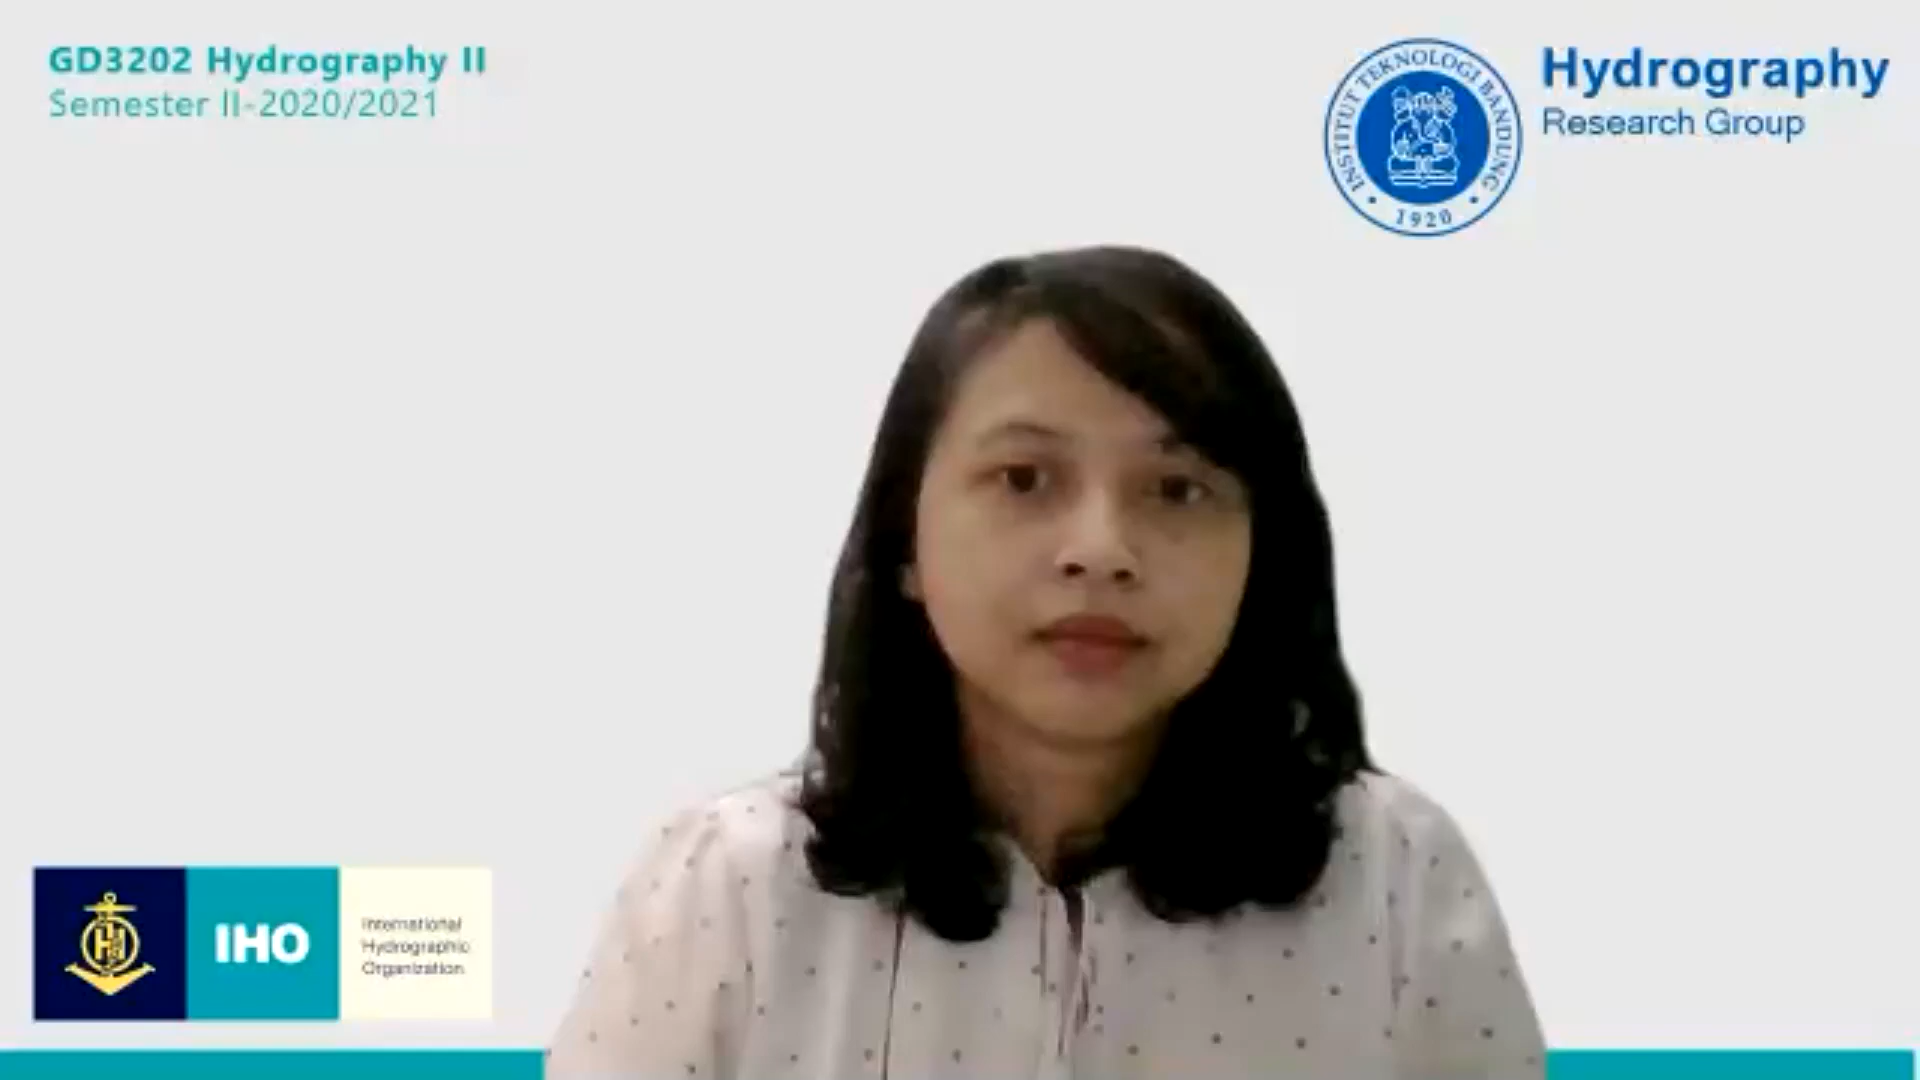 GD3202 Hydrography II
Semester II-2020/2021
INSTITUT TEKNOLOGI BANDUNG
1920
Hydrography
Research Group
IHO
International
Hydrographic
Organization